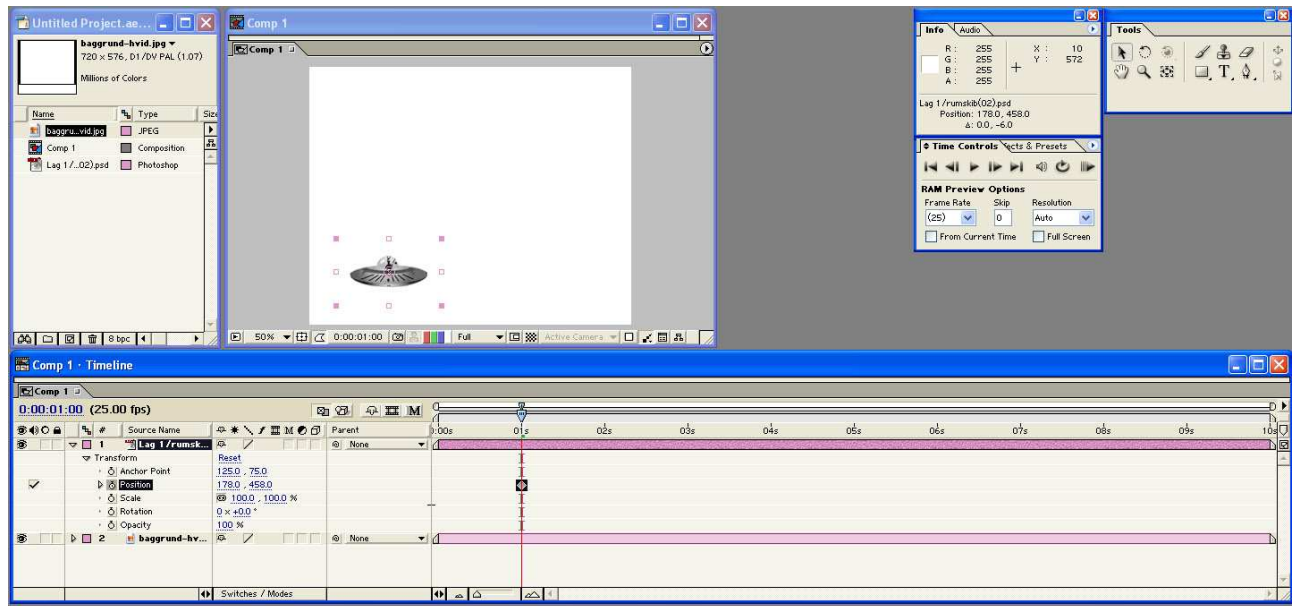 Untitled Project.ae...
baggrund-hvid.jpg
720 x 576, D1/DV PAL (1.07)
Millions of Colors
Name Type Size
baggru...vid.jpg JPEG
Comp 1 Composition
Lag 1/...02).psd Photoshop
8 bpc
Comp 1
Comp 1
50% 0:00:01:00 Full Active Camera
Info Audio
R: 255 X: 10
G: 255 Y: 572
B: 255
A: 255
Lag 1/rumskib(02).psd
Position: 178.0, 458.0
Δ: 0.0, -6.0
Time Controls ects & Presets
RAM Preview Options
Frame Rate Skip Resolution
(25) 0 Auto
From Current Time Full Screen
Tools
T
Comp 1 · Timeline
Comp 1
0:00:01:00 (25.00 fps) M
# Source Name M Parent ):00s 01s 02s 03s 04s 05s 06s 07s 08s 09s 10s
1 Lag 1/rumsk... None
Transform Reset
Anchor Point 125.0, 75.0
Position 178.0, 458.0
Scale 100.0, 100.0 %
Rotation 0 x +0.0 °
Opacity 100 %
2 baggrund-hv... None
Switches / Modes